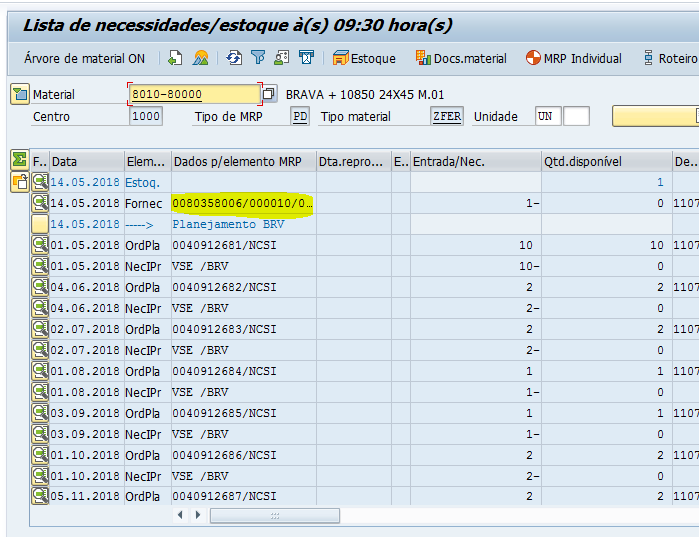 Lista de necessidades/estoque à(s) 09:30 hora(s)
Árvore de material ON Estoque Docs.material MRP Individual Roteiro
Material 8010-80000 BRAVA + 10850 24X45 M.01
Centro 1000 Tipo de MRP PD Tipo material ZFER Unidade UN
F.. Data Elem... Dados p/elemento MRP Dta.repro... E.. Entrada/Nec. Qtd.disponível De...
14.05.2018 Estoq. 1
14.05.2018 Fornec 0080358006/000010/0… 1- 0 1107
14.05.2018 -----> Planejamento BRV
01.05.2018 OrdPla 0040912681/NCSI 10 10 1107
01.05.2018 NecIPr VSE /BRV 10- 0
04.06.2018 OrdPla 0040912682/NCSI 2 2 1107
04.06.2018 NecIPr VSE /BRV 2- 0
02.07.2018 OrdPla 0040912683/NCSI 2 2 1107
02.07.2018 NecIPr VSE /BRV 2- 0
01.08.2018 OrdPla 0040912684/NCSI 1 1 1107
01.08.2018 NecIPr VSE /BRV 1- 0
03.09.2018 OrdPla 0040912685/NCSI 1 1 1107
03.09.2018 NecIPr VSE /BRV 1- 0
01.10.2018 OrdPla 0040912686/NCSI 2 2 1107
01.10.2018 NecIPr VSE /BRV 2- 0
05.11.2018 OrdPla 0040912687/NCSI 2 2 1107